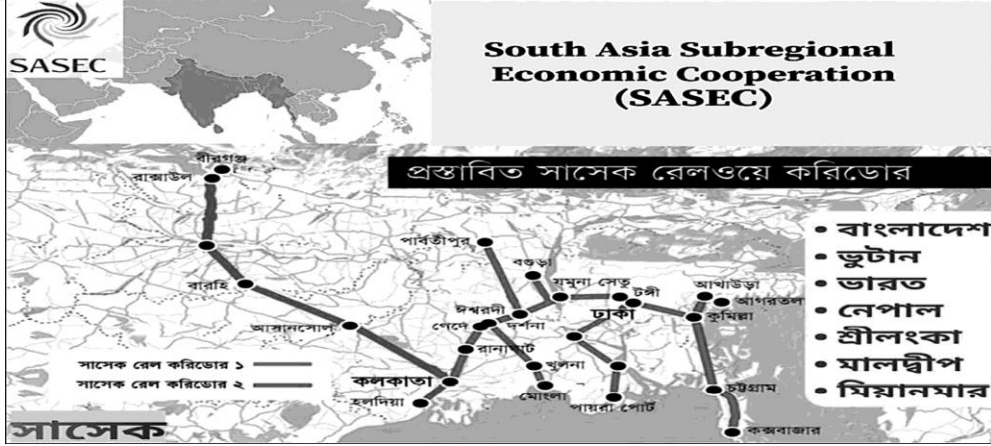 SASEC
South Asia Subregional
Economic Cooperation
(SASEC)
প্রস্তাবিত সাসেক রেলওয়ে করিডোর
বীরগঞ্জ
রাক্সাউল
পার্বতীপুর
বগুড়া
যমুনা সেতু
টঙ্গী
আখাউড়া
আগরতলা
বারহি
ঈশ্বরদী
ঢাকা
কুমিল্লা
আসানসোল
গেদে
দর্শনা
রানাঘাট
খুলনা
কলকাতা
মোংলা
চট্টগ্রাম
হলদিয়া
পায়রা পোর্ট
কক্সবাজার
সাসেক রেল করিডোর ১
সাসেক রেল করিডোর ২
সাসেক
• বাংলাদেশ
• ভুটান
• ভারত
• নেপাল
• শ্রীলংকা
• মালদ্বীপ
• মিয়ানমার